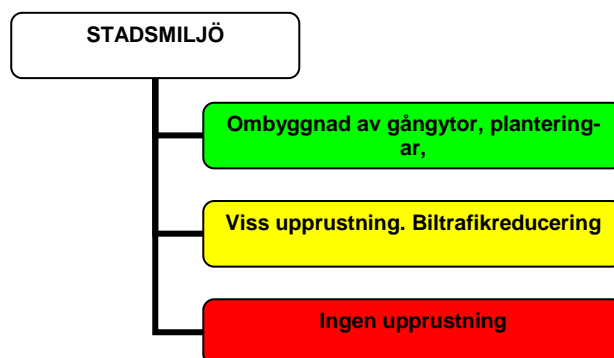 STADSMILJÖ
Ombyggnad av gångytor, plantering-
ar,
Viss upprustning. Biltrafikreducering
Ingen upprustning